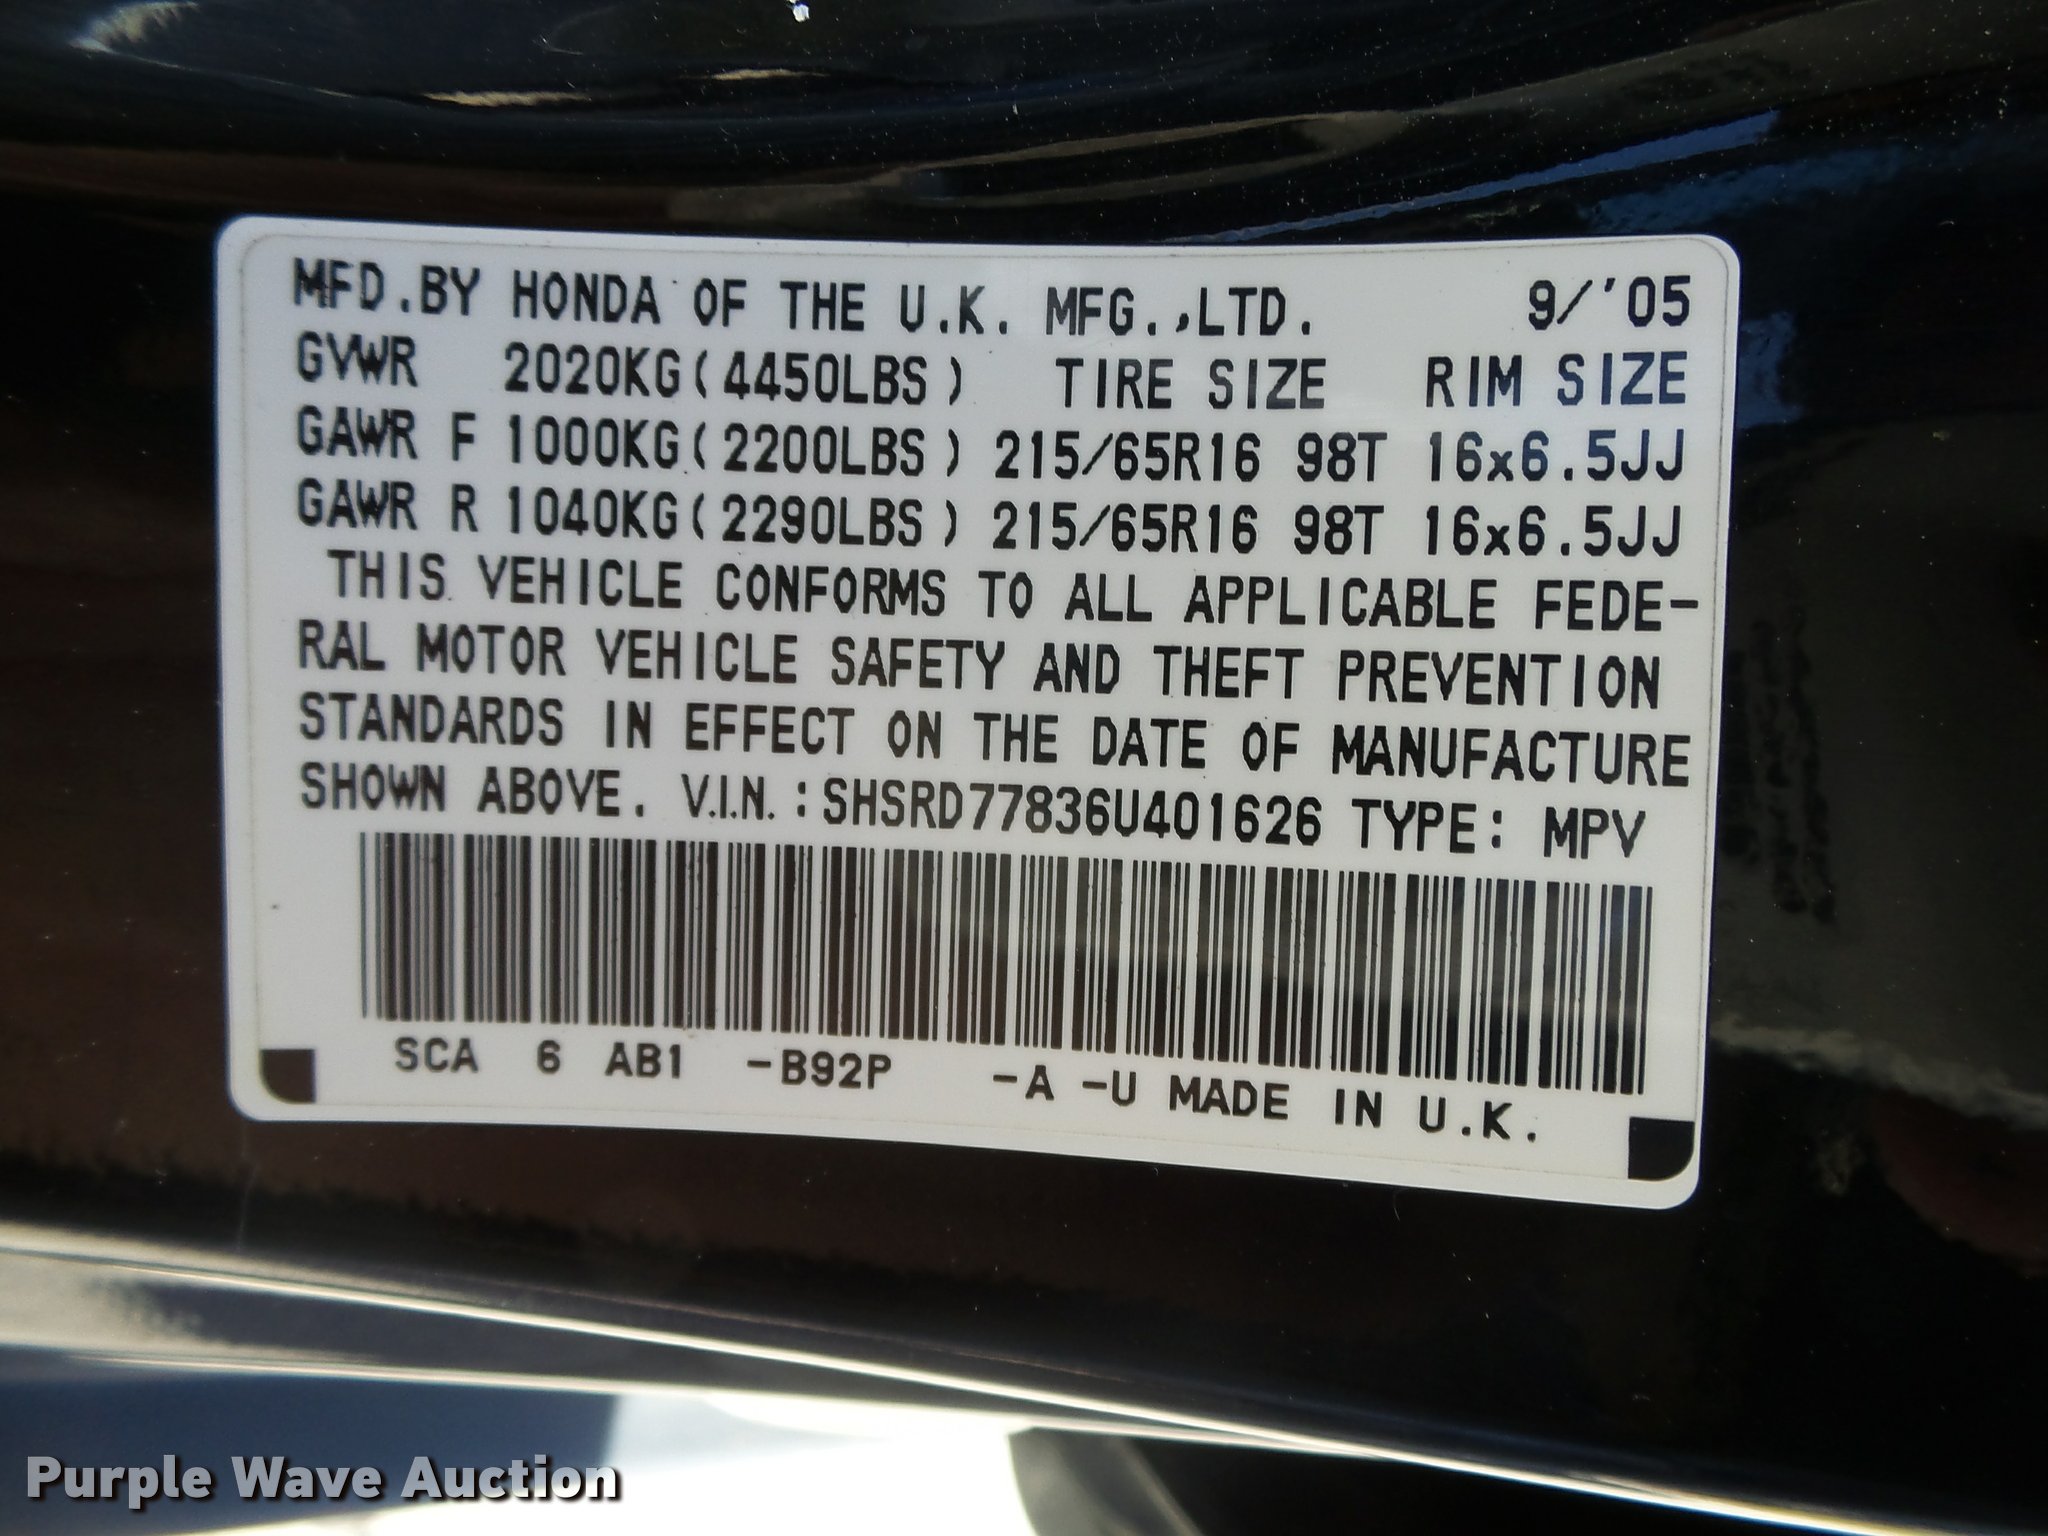 MFD.BY HONDA OF THE U.K. MFG.,LTD. 9/'05
GVWR 2020KG(4450LBS) TIRE SIZE RIM SIZE
GAWR F 1000KG(2200LBS) 215/65R16 98T 16x6.5JJ
GAWR R 1040KG(2290LBS) 215/65R16 98T 16x6.5JJ
THIS VEHICLE CONFORMS TO ALL APPLICABLE FEDE-
RAL MOTOR VEHICLE SAFETY AND THEFT PREVENTION
STANDARDS IN EFFECT ON THE DATE OF MANUFACTURE
SHOWN ABOVE. V.I.N.:SHSRD77836U401626 TYPE: MPV
SCA 6 AB1 -B92P -A -U MADE IN U.K.
Purple Wave Auction